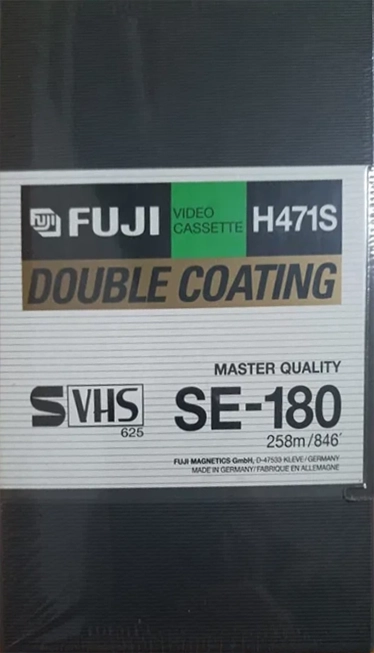 FUJI FUJI VIDEO CASSETTE H471S
DOUBLE COATING
MASTER QUALITY
S VHS 625 SE-180
258m/846′
FUJI MAGNETICS GmbH, D-47533 KLEVE/GERMANY
MADE IN GERMANY/FABRIQUE EN ALLEMAGNE